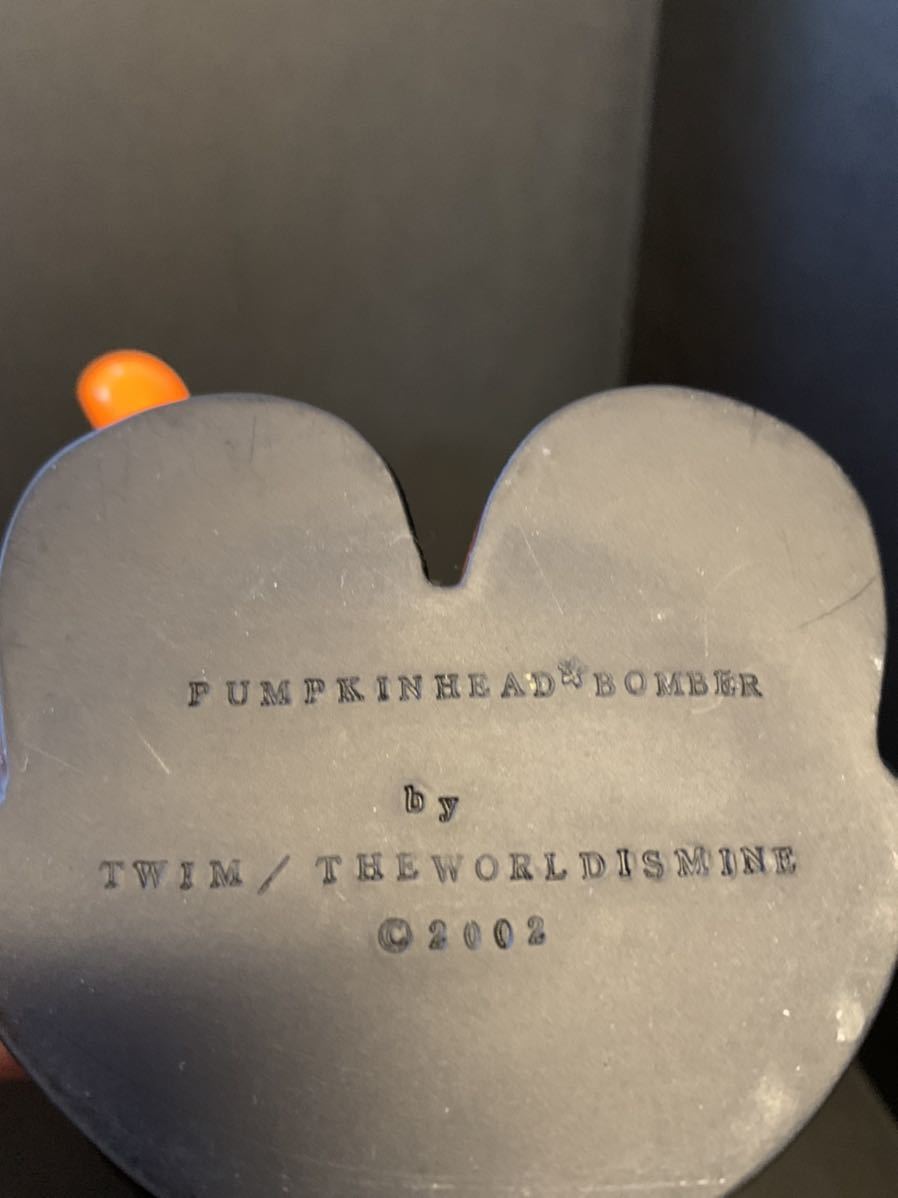 PUMPKINHEAD BOMBER
by
TWIM / THEWORLDISMINE
©2002